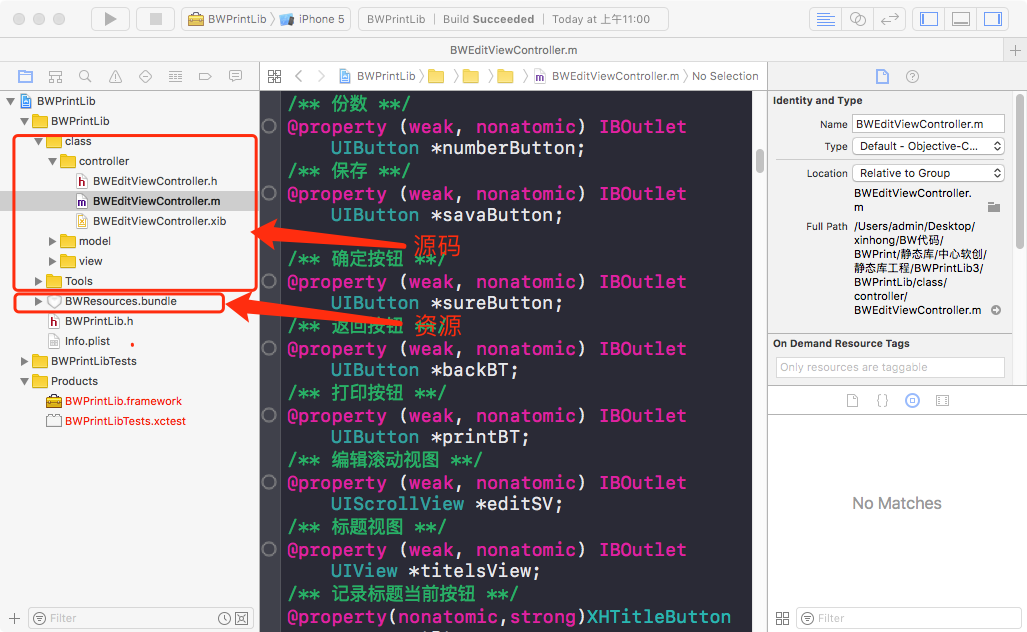 BWPrintLib 〉 iPhone 5
BWPrintLib | Build Succeeded | Today at 上午11:00
BWEditViewController.m
BWPrintLib 〉 〉 〉 〉 m BWEditViewController.m 〉 No Selection
BWPrintLib
BWPrintLib
class
controller
h BWEditViewController.h
m BWEditViewController.m
BWEditViewController.xib
model
view
Tools
BWResources.bundle
h BWPrintLib.h
Info.plist
BWPrintLibTests
Products
BWPrintLib.framework
BWPrintLibTests.xctest
Filter
源码
资源
/** 份数 **/
@property (weak, nonatomic) IBOutlet
UIButton *numberButton;
/** 保存 **/
@property (weak, nonatomic) IBOutlet
UIButton *savaButton;
/** 确定按钮 **/
@property (weak, nonatomic) IBOutlet
UIButton *sureButton;
/** 返回按钮 **/
@property (weak, nonatomic) IBOutlet
UIButton *backBT;
/** 打印按钮 **/
@property (weak, nonatomic) IBOutlet
UIButton *printBT;
/** 编辑滚动视图 **/
@property (weak, nonatomic) IBOutlet
UIScrollView *editSV;
/** 标题视图 **/
@property (weak, nonatomic) IBOutlet
UIView *titelsView;
/** 记录标题当前按钮 **/
@property(nonatomic,strong)XHTitleButton
Identity and Type
Name BWEditViewController.m
Type Default - Objective-C...
Location Relative to Group
BWEditViewController.
m
Full Path /Users/admin/Desktop/
xinhong/BW代码/
BWPrint/静态库/中心软创/
静态库工程/BWPrintLib3/
BWPrintLib/class/
controller/
BWEditViewController.m
On Demand Resource Tags
Only resources are taggable
{ }
No Matches
Filter